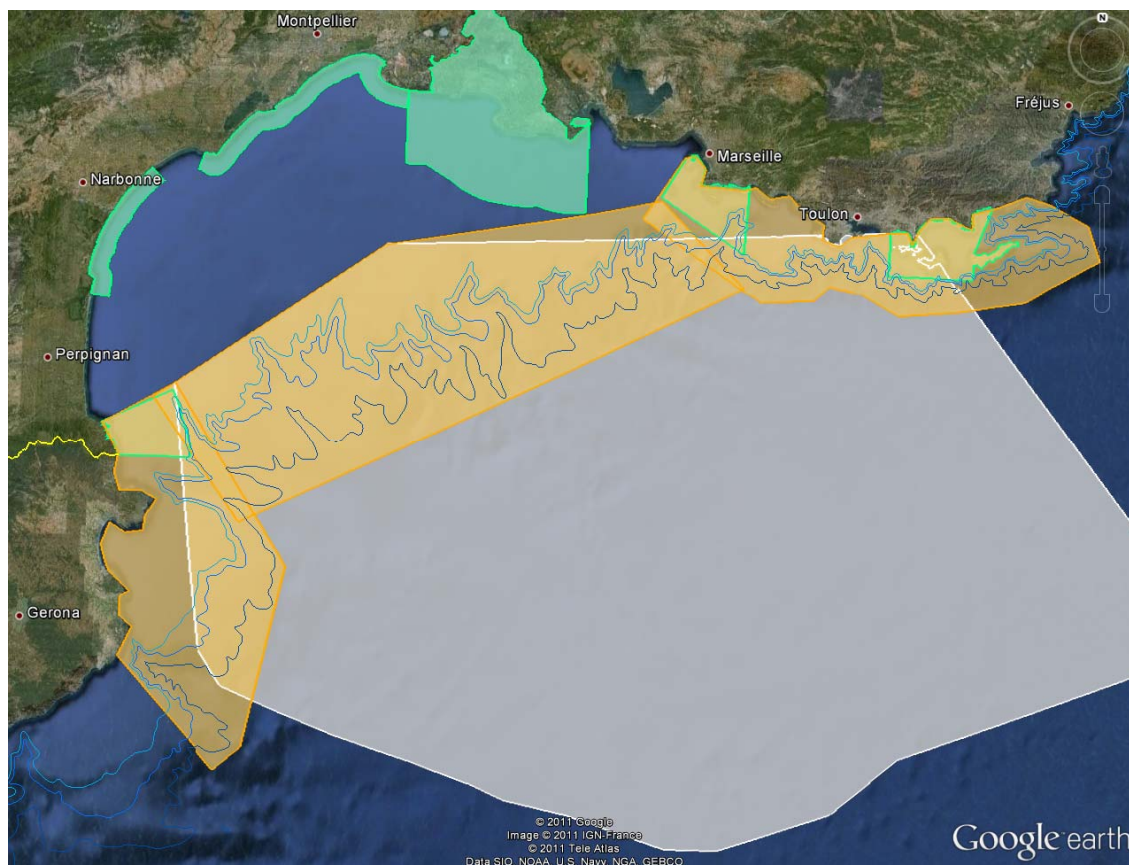 Montpellier
Fréjus
Marseille
Narbonne
Toulon
Perpignan
Gerona
N
© 2011 Google
Image © 2011 IGN-France
© 2011 Tele Atlas
Data SIO, NOAA, U.S. Navy, NGA, GEBCO
Google earth